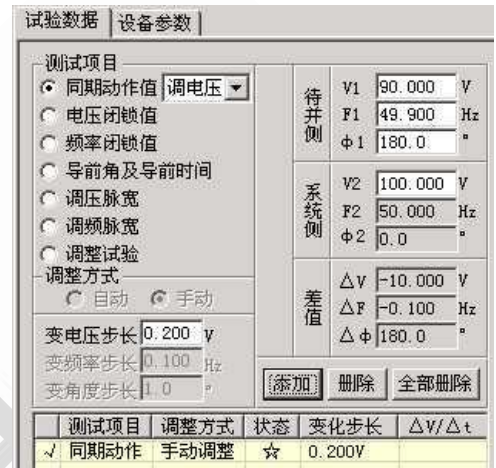 试验数据 设备参数
测试项目
同期动作值 调电压
电压闭锁值
频率闭锁值
导前角及导前时间
调压脉宽
调频脉宽
调整试验
调整方式
自动 手动
变电压步长 0.200 V
变频率步长 0.100 Hz
变角度步长 1.0 °
待并侧
V1 90.000 V
F1 49.900 Hz
φ1 180.0 °
系统侧
V2 100.000 V
F2 50.000 Hz
φ2 0.0 °
差值
△V -10.000 V
△F -0.100 Hz
△φ 180.0 °
添加 删除 全部删除
测试项目 调整方式 状态 变化步长 △V/△t
√ 同期动作 手动调整 ☆ 0.200V